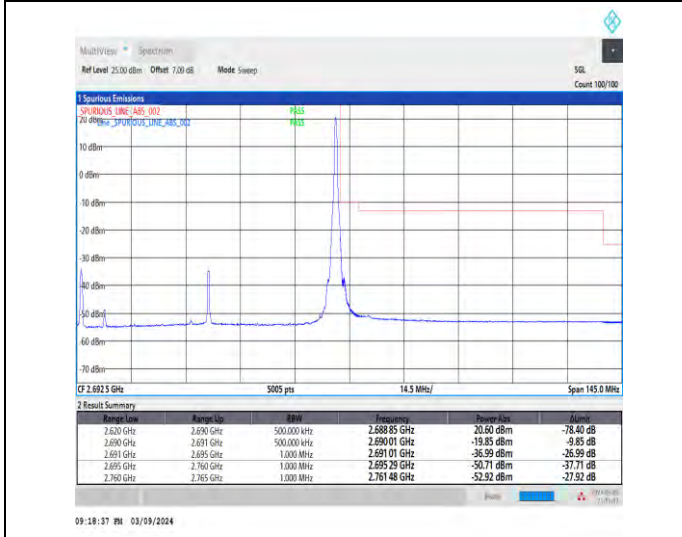 MultiView Spectrum
Ref Level 25.00 dBm Offset 7.00 dB Mode Sweep SGL
Count 100/100
1 Spurious Emissions
SPURIOUS_LINE_ABS_002 PASS
20 dBm Line _SPURIOUS_LINE_ABS_002 PASS
10 dBm
0 dBm
-10 dBm
-20 dBm
-30 dBm
-40 dBm
-50 dBm
-60 dBm
-70 dBm
CF 2.6925 GHz 5005 pts 14.5 MHz/ Span 145.0 MHz
2 Result Summary
Range Low Range Up RBW Frequency Power Abs ΔLimit
2.620 GHz 2.690 GHz 500.000 kHz 2.688 85 GHz 20.60 dBm -78.40 dB
2.690 GHz 2.691 GHz 500.000 kHz 2.690 01 GHz -19.85 dBm -9.85 dB
2.691 GHz 2.695 GHz 1.000 MHz 2.691 01 GHz -36.99 dBm -26.99 dB
2.695 GHz 2.760 GHz 1.000 MHz 2.695 29 GHz -50.71 dBm -37.71 dB
2.760 GHz 2.765 GHz 1.000 MHz 2.761 48 GHz -52.92 dBm -27.92 dB
09:18:37 PM 03/09/2024